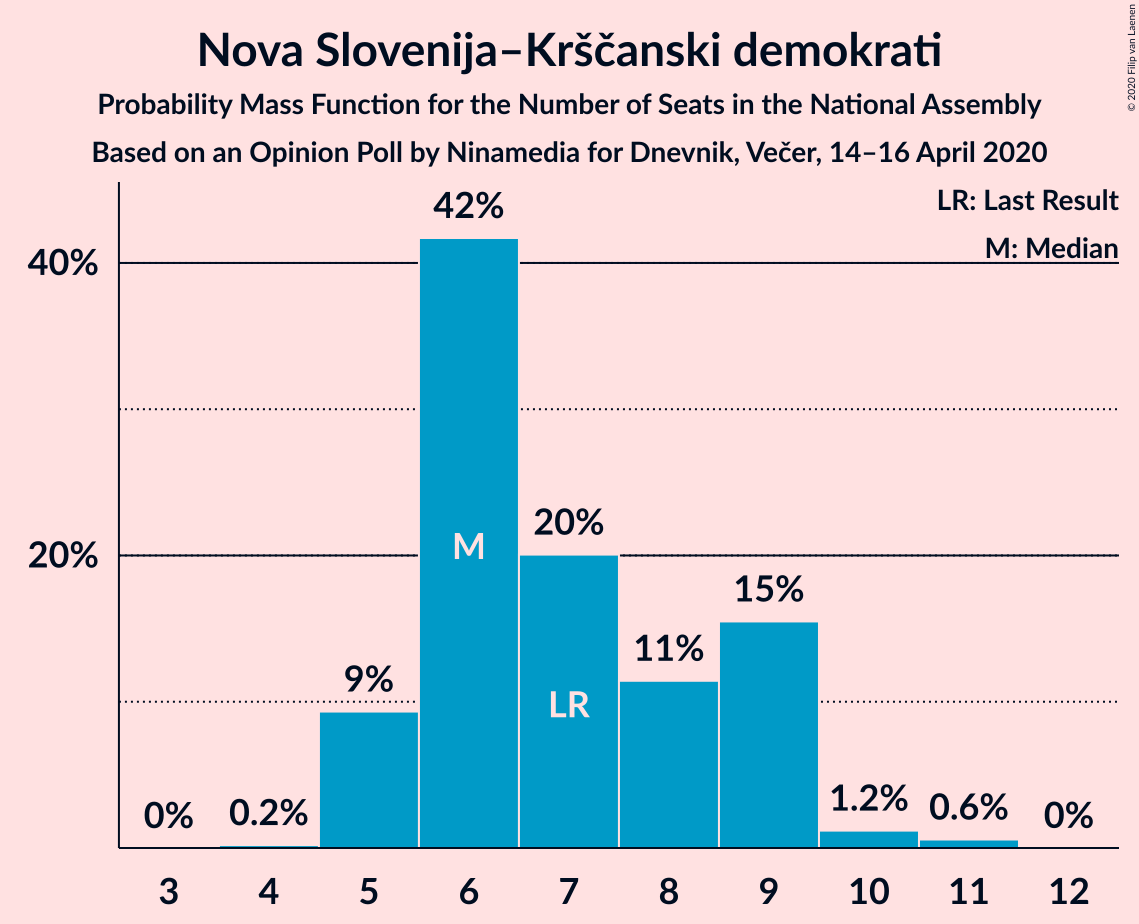 Nova Slovenija–Krščanski demokrati
Probability Mass Function for the Number of Seats in the National Assembly
Based on an Opinion Poll by Ninamedia for Dnevnik, Večer, 14–16 April 2020
© 2020 Filip van Laenen
LR: Last Result
M: Median
40%
20%
0%
0.2%
9%
42%
M
20%
LR
11%
15%
1.2%
0.6%
0%
3 4 5 6 7 8 9 10 11 12